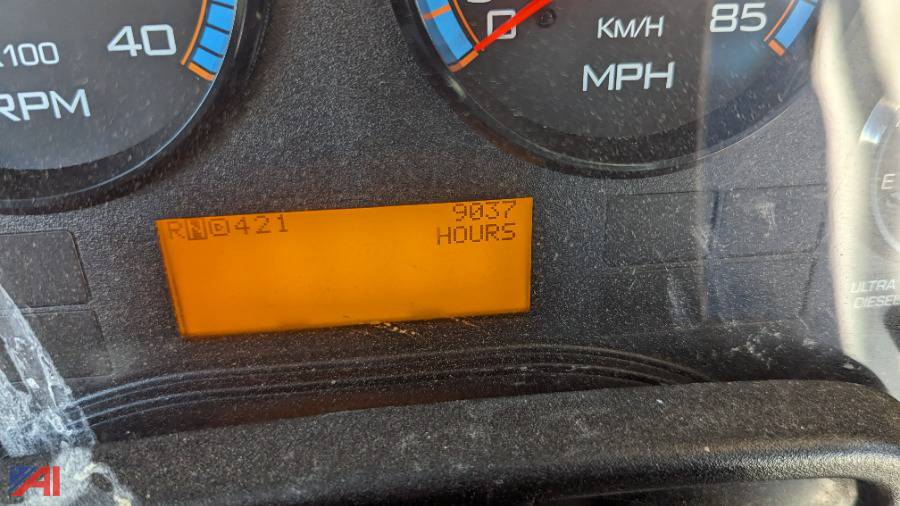 x100
40
RPM
0
KM/H
85
MPH
RND421
9037
HOURS
E
ULTRA
DIESEL
AI